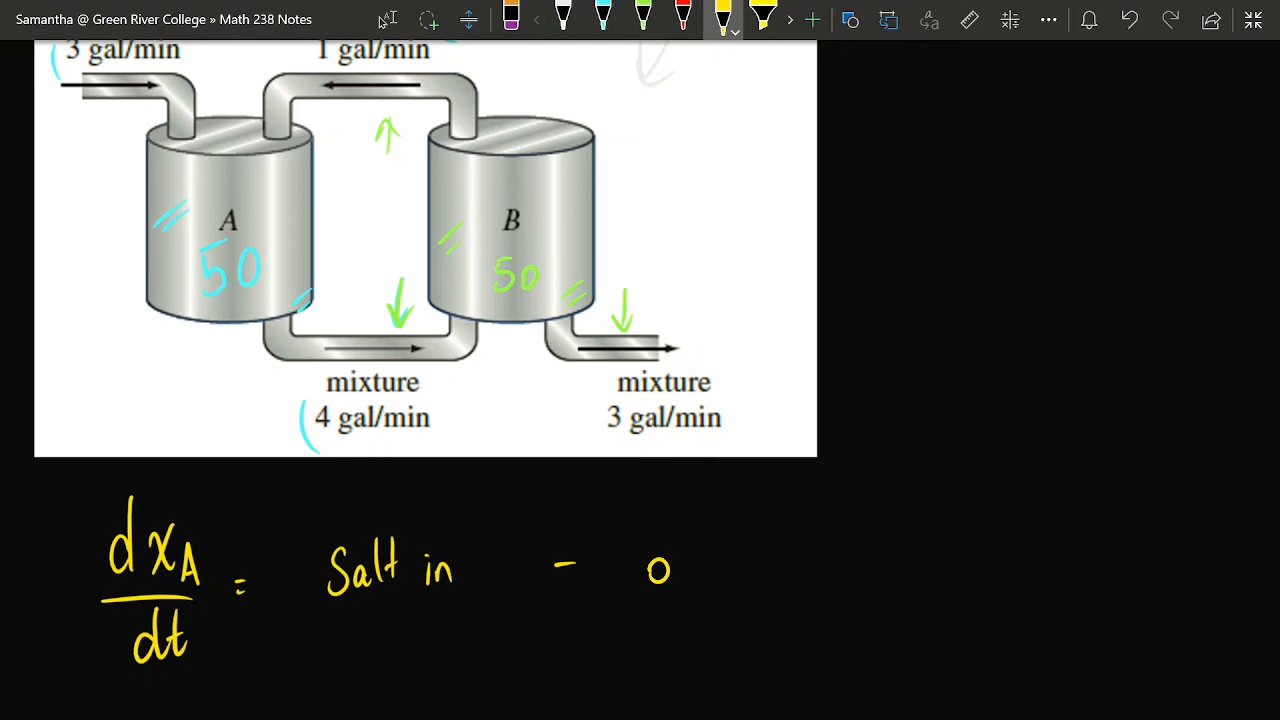 Samantha @ Green River College » Math 238 Notes
3 gal/min 1 gal/min
A B
50 50
mixture mixture
4 gal/min 3 gal/min
dx_A/dt = Salt in - o